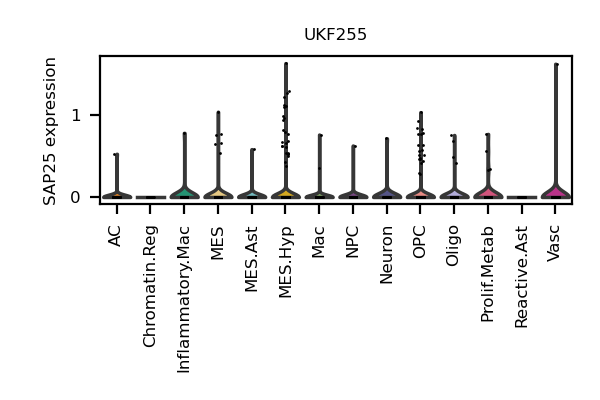 UKF255
SAP25 expression
1
0
AC
Chromatin.Reg
Inflammatory.Mac
MES
MES.Ast
MES.Hyp
Mac
NPC
Neuron
OPC
Oligo
Prolif.Metab
Reactive.Ast
Vasc